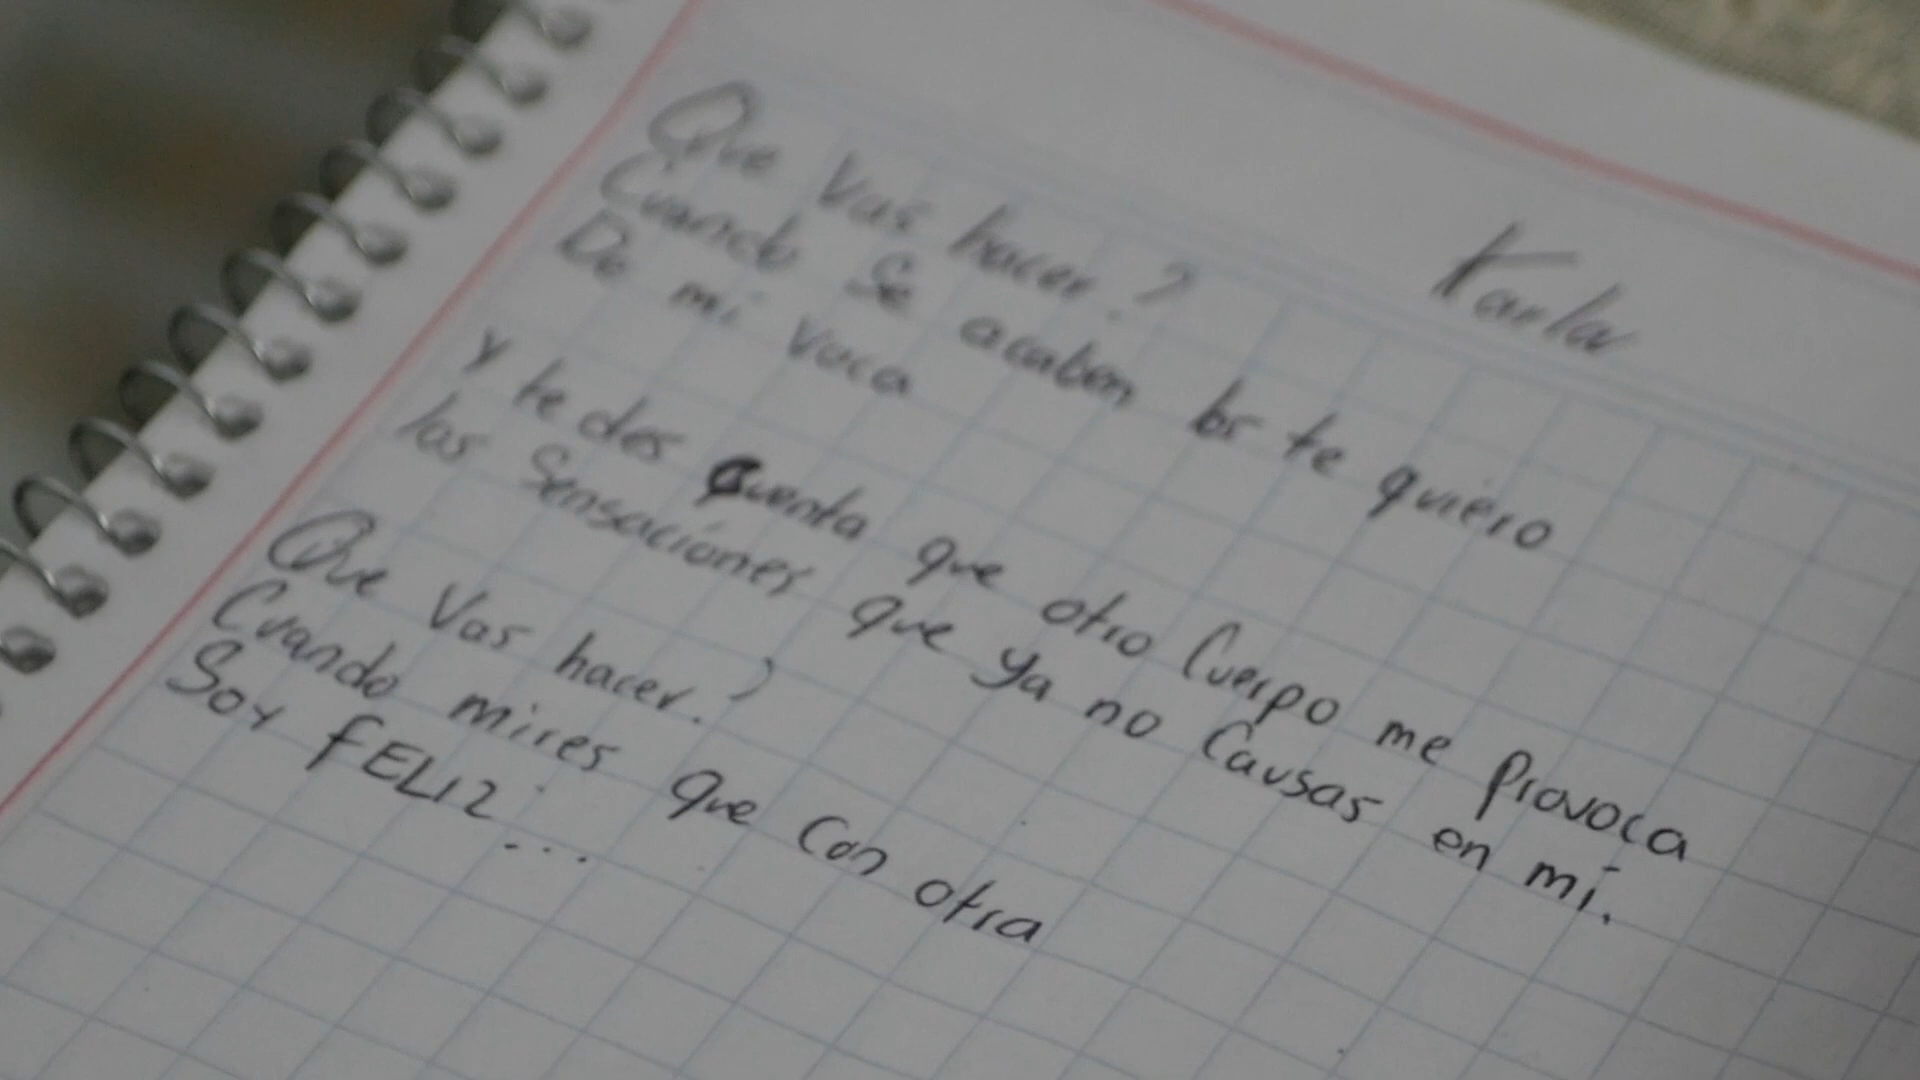 Karla
Que Vas hacer.?
Cuando Se acaben los te quiero
De mi Voca
y te des Cuenta que otro Cuerpo me Provoca
las Sensaciones que ya no Causas en mí.
Que Vas hacer.?
Cuando mires que Con otra
Soy FELIZ...